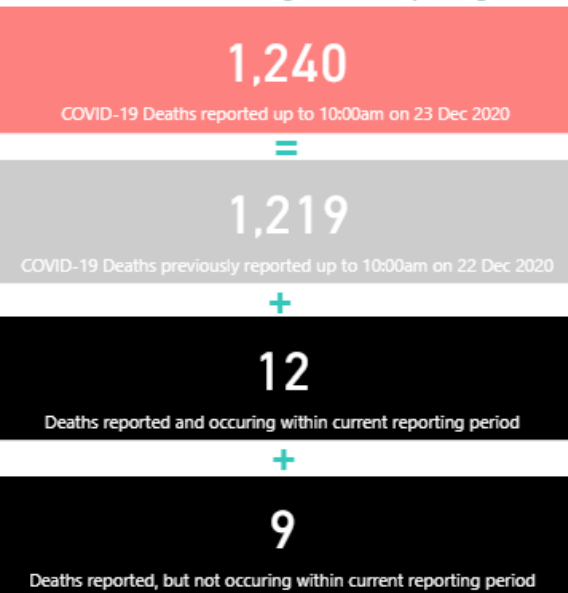 1,240
COVID-19 Deaths reported up to 10:00am on 23 Dec 2020
=
1,219
COVID-19 Deaths previously reported up to 10:00am on 22 Dec 2020
+
12
Deaths reported and occuring within current reporting period
+
9
Deaths reported, but not occuring within current reporting period